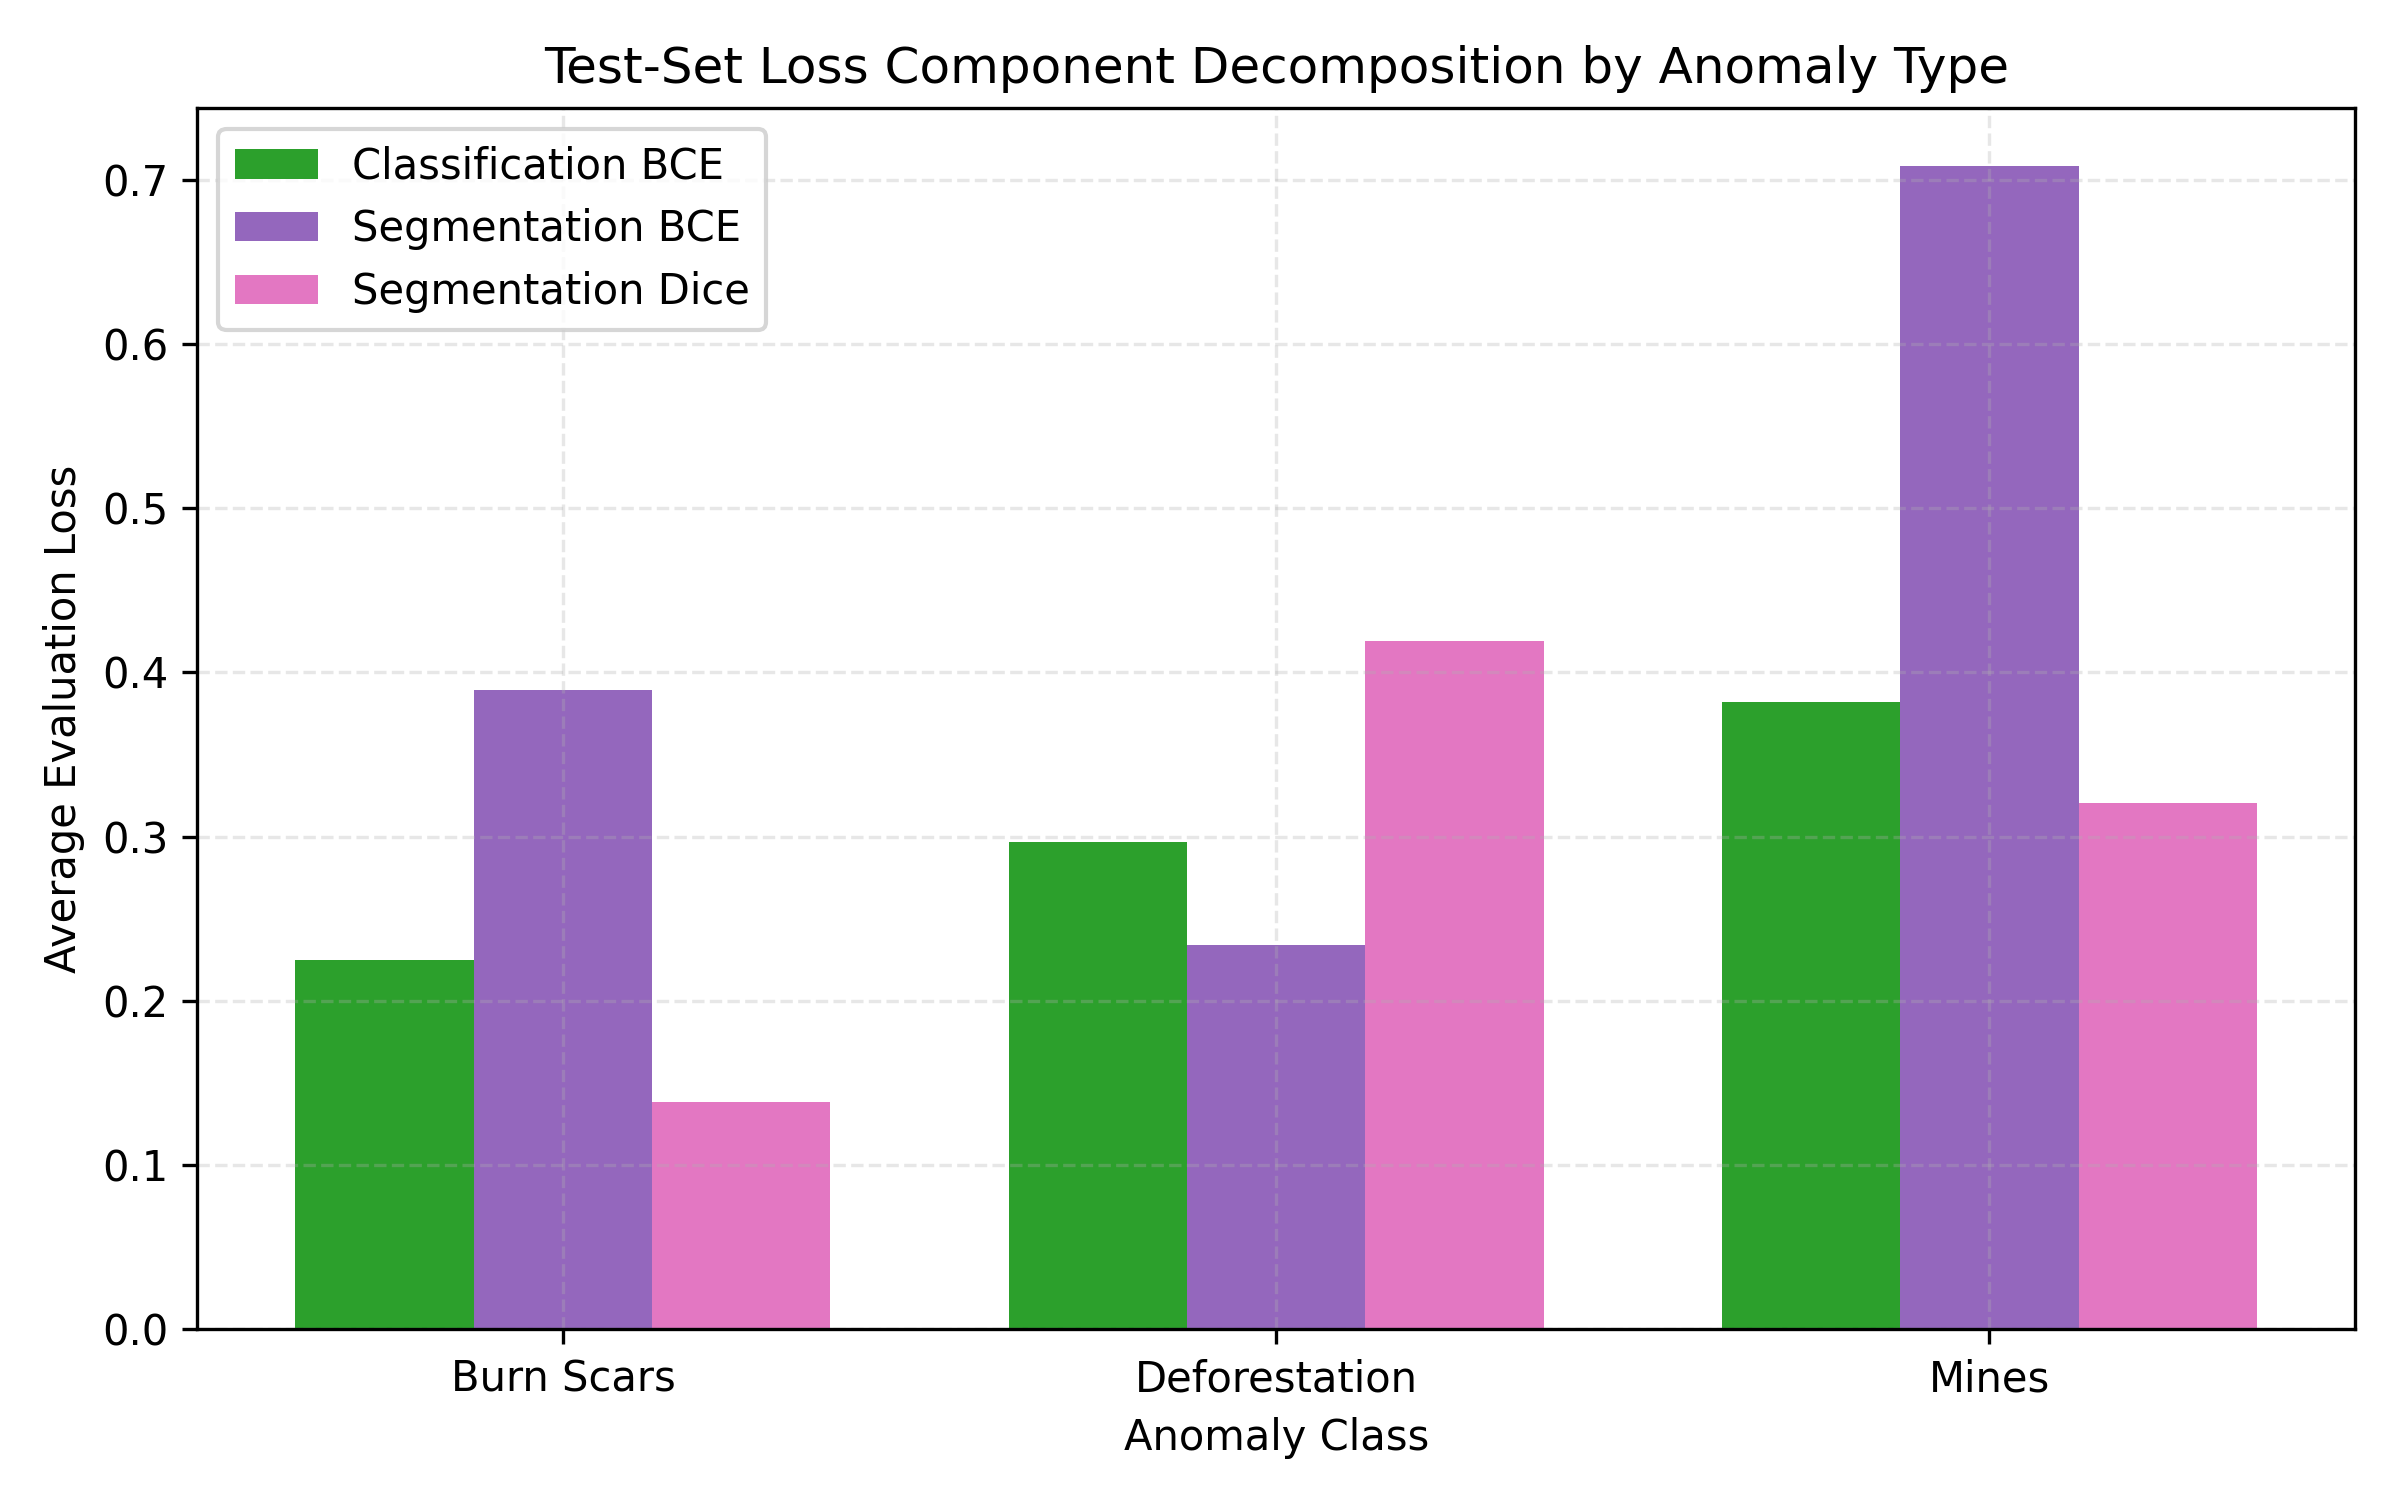 Test-Set Loss Component Decomposition by Anomaly Type
Classification BCE
Segmentation BCE
Segmentation Dice
Average Evaluation Loss
0.7
0.6
0.5
0.4
0.3
0.2
0.1
0.0
Burn Scars
Deforestation
Mines
Anomaly Class